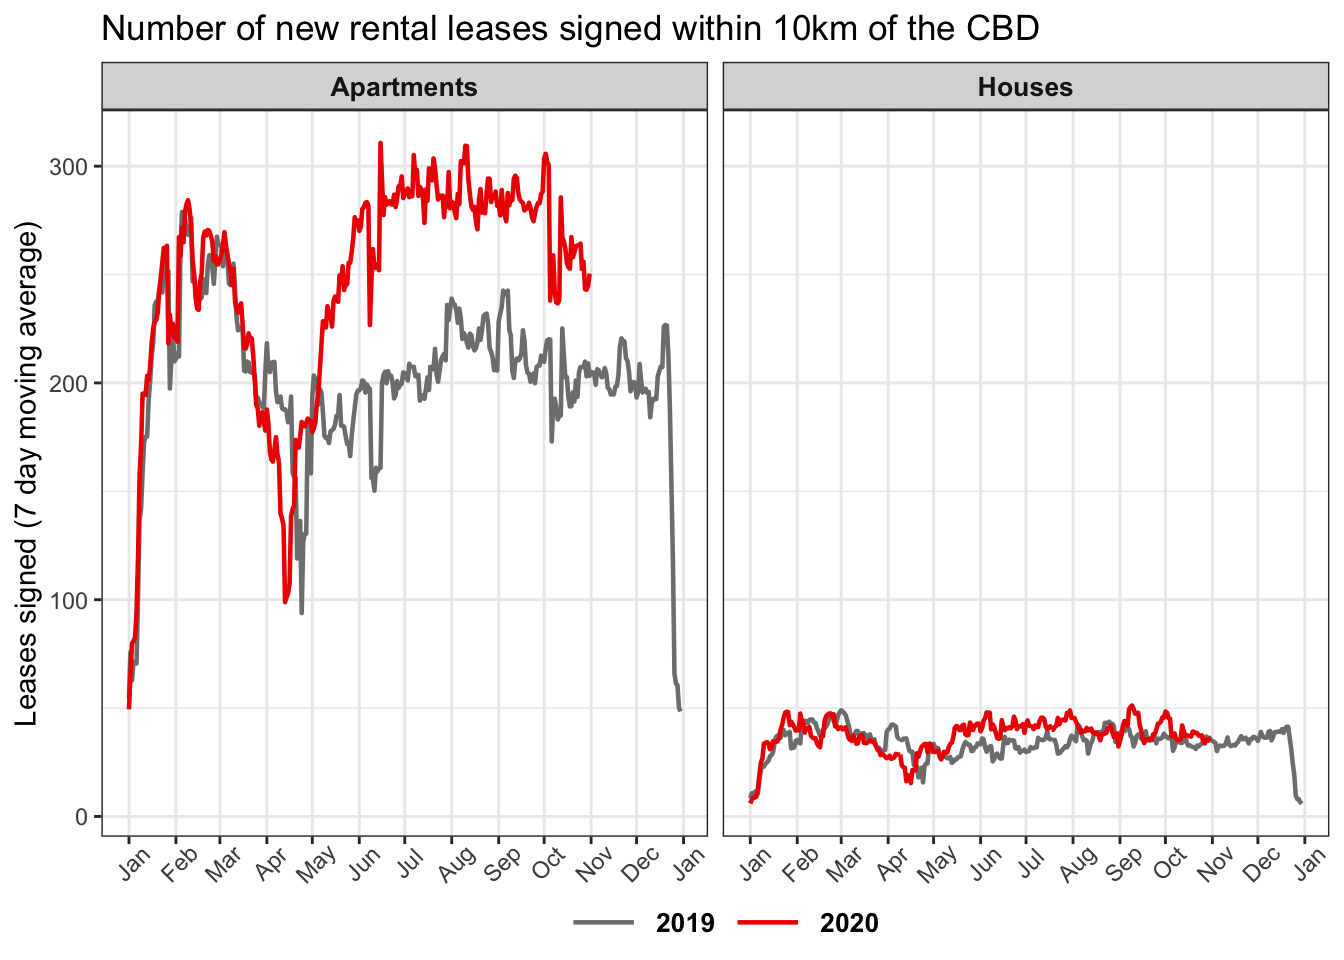 Number of new rental leases signed within 10km of the CBD
Apartments
Houses
Leases signed (7 day moving average)
300
200
100
0
Jan Feb Mar Apr May Jun Jul Aug Sep Oct Nov Dec Jan
Jan Feb Mar Apr May Jun Jul Aug Sep Oct Nov Dec Jan
2019 2020